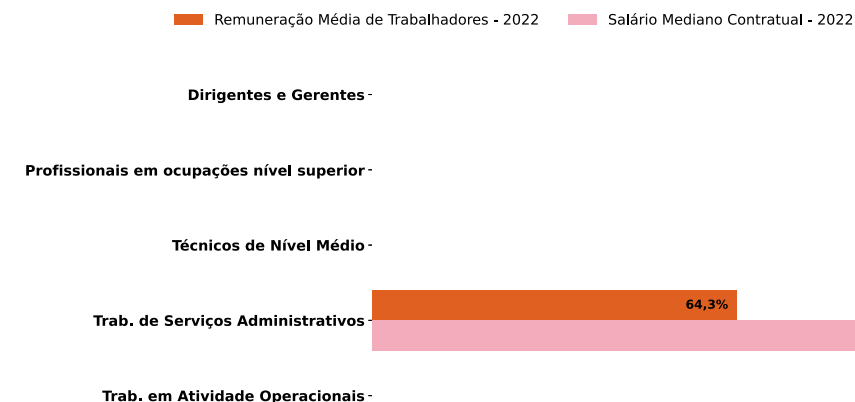 Remuneração Média de Trabalhadores - 2022 Salário Mediano Contratual - 2022
Dirigentes e Gerentes
Profissionais em ocupações nível superior
Técnicos de Nível Médio
64,3%
Trab. de Serviços Administrativos
Trab. em Atividade Operacionais